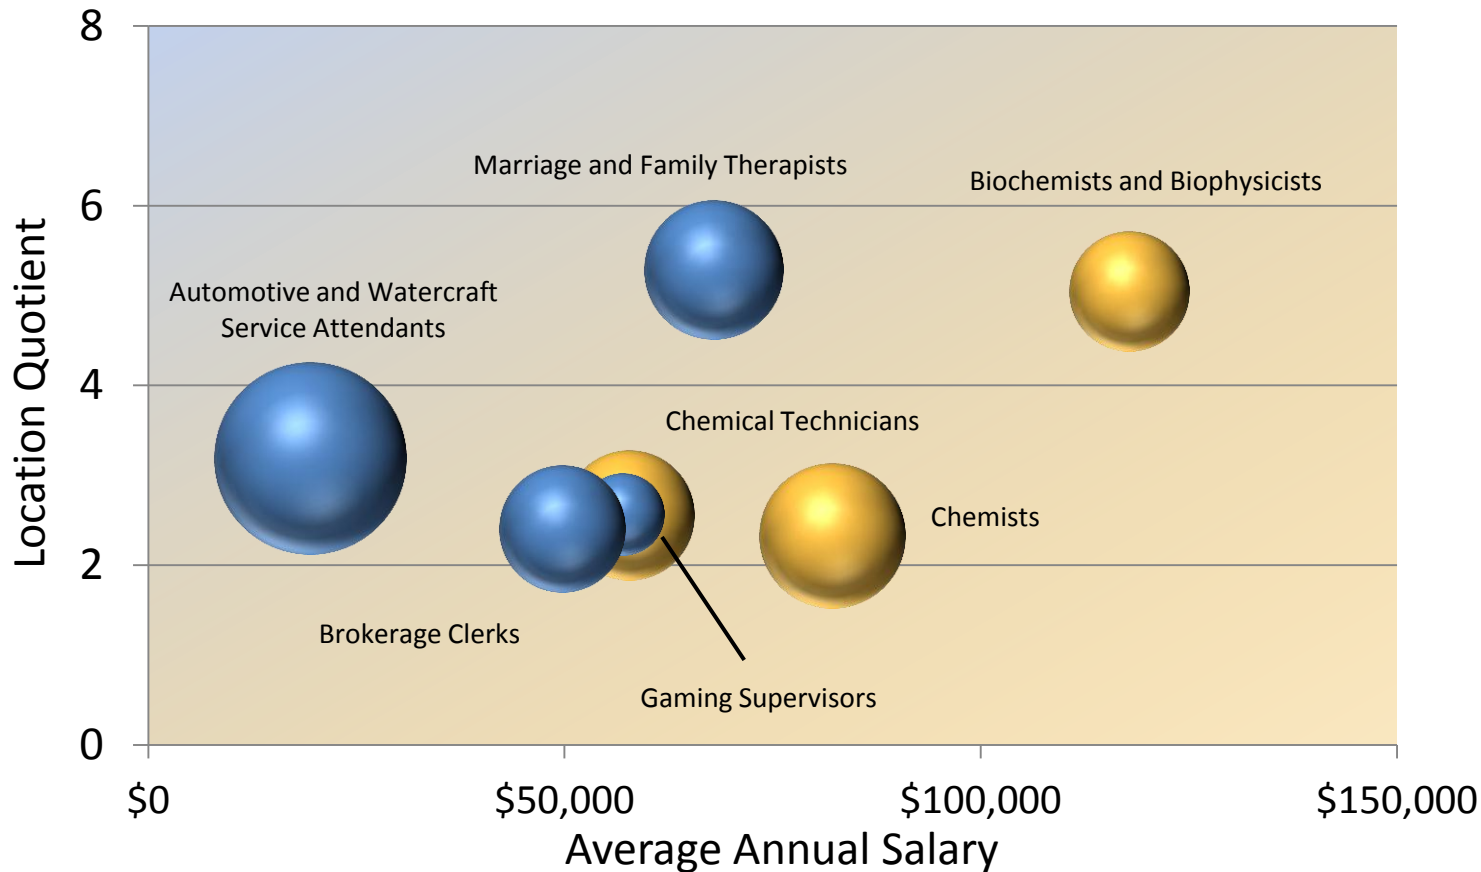 8
Marriage and Family Therapists
Biochemists and Biophysicists
6
Automotive and Watercraft
Service Attendants
4
Chemical Technicians
Chemists
2
Brokerage Clerks
Gaming Supervisors
0
$0
$50,000
$100,000
$150,000
Average Annual Salary
Location Quotient